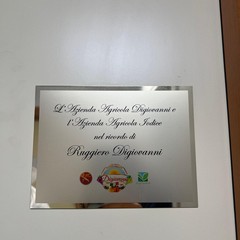 L'Azienda Agricola Digiovanni e
l'Azienda Agricola Iodice
nel ricordo di
Ruggiero Digiovanni